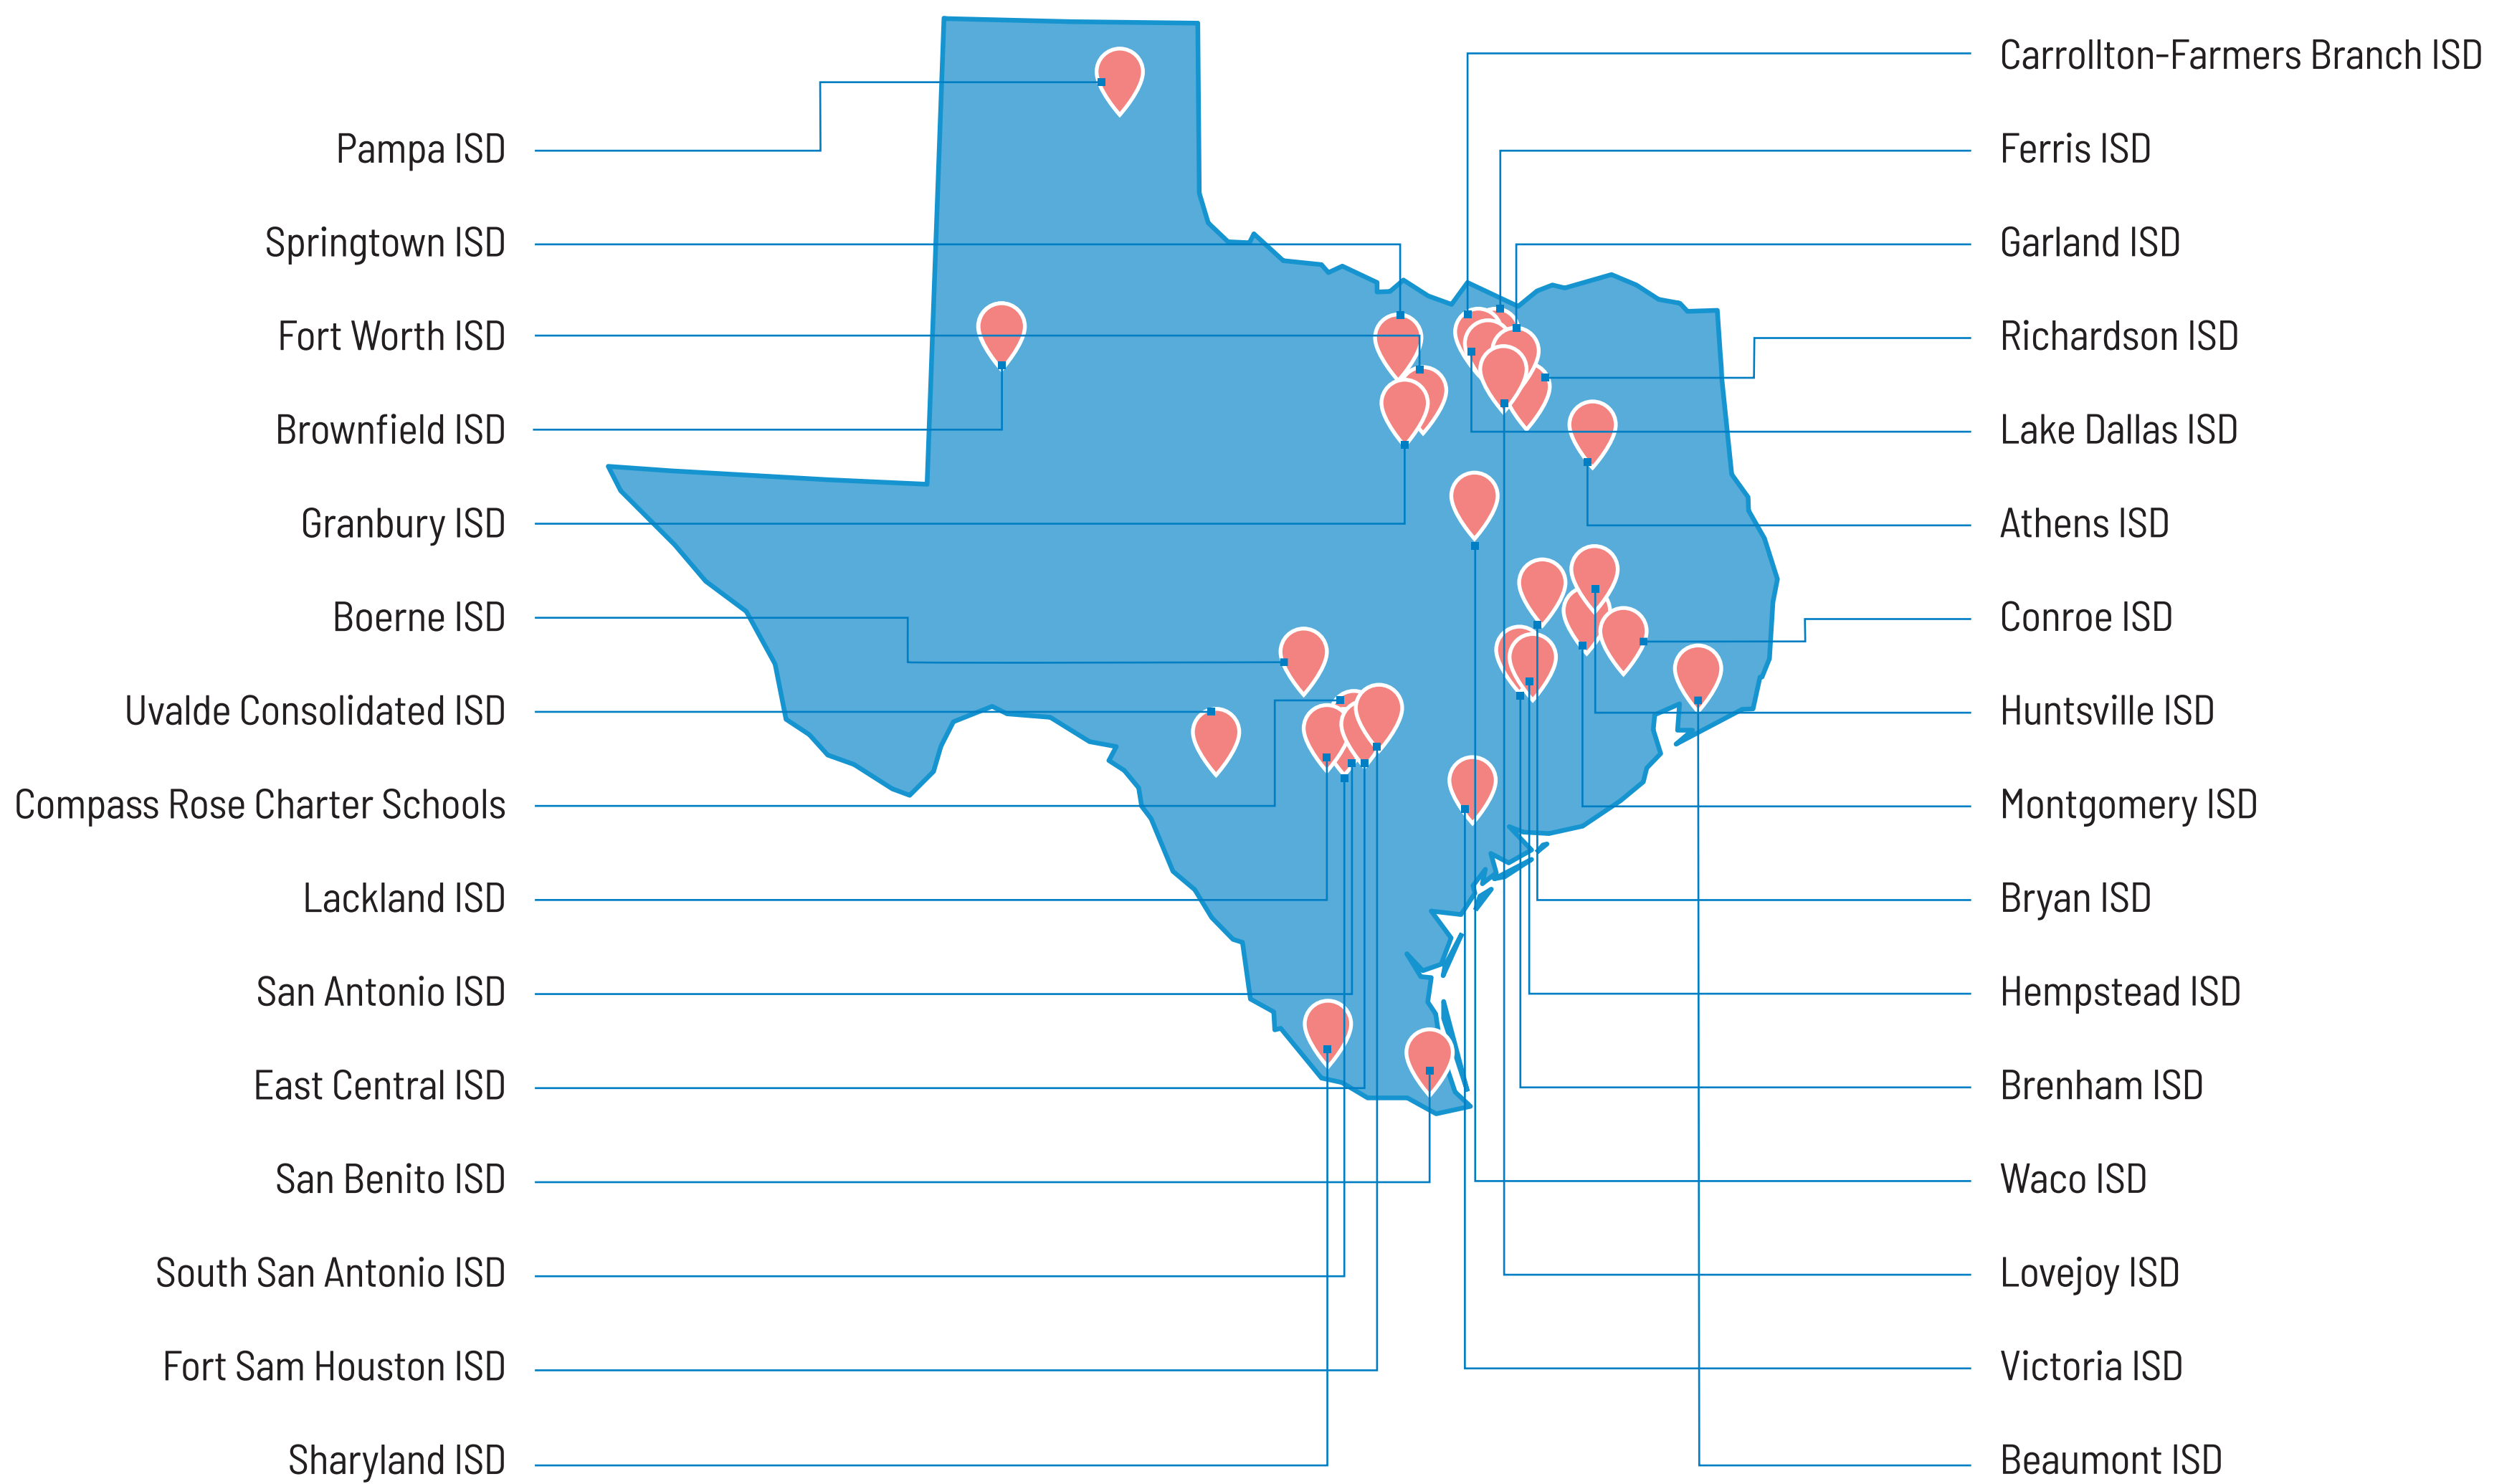 Pampa ISD
Springtown ISD
Fort Worth ISD
Brownfield ISD
Granbury ISD
Boerne ISD
Uvalde Consolidated ISD
Compass Rose Charter Schools
Lackland ISD
San Antonio ISD
East Central ISD
San Benito ISD
South San Antonio ISD
Fort Sam Houston ISD
Sharyland ISD
Carrollton-Farmers Branch ISD
Ferris ISD
Garland ISD
Richardson ISD
Lake Dallas ISD
Athens ISD
Conroe ISD
Huntsville ISD
Montgomery ISD
Bryan ISD
Hempstead ISD
Brenham ISD
Waco ISD
Lovejoy ISD
Victoria ISD
Beaumont ISD